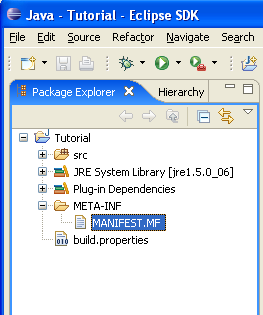 Java - Tutorial - Eclipse SDK
File Edit Source Refactor Navigate Search
Package Explorer Hierarchy
Tutorial
src
JRE System Library [jre1.5.0_06]
Plug-in Dependencies
META-INF
MANIFEST.MF
010
build.properties